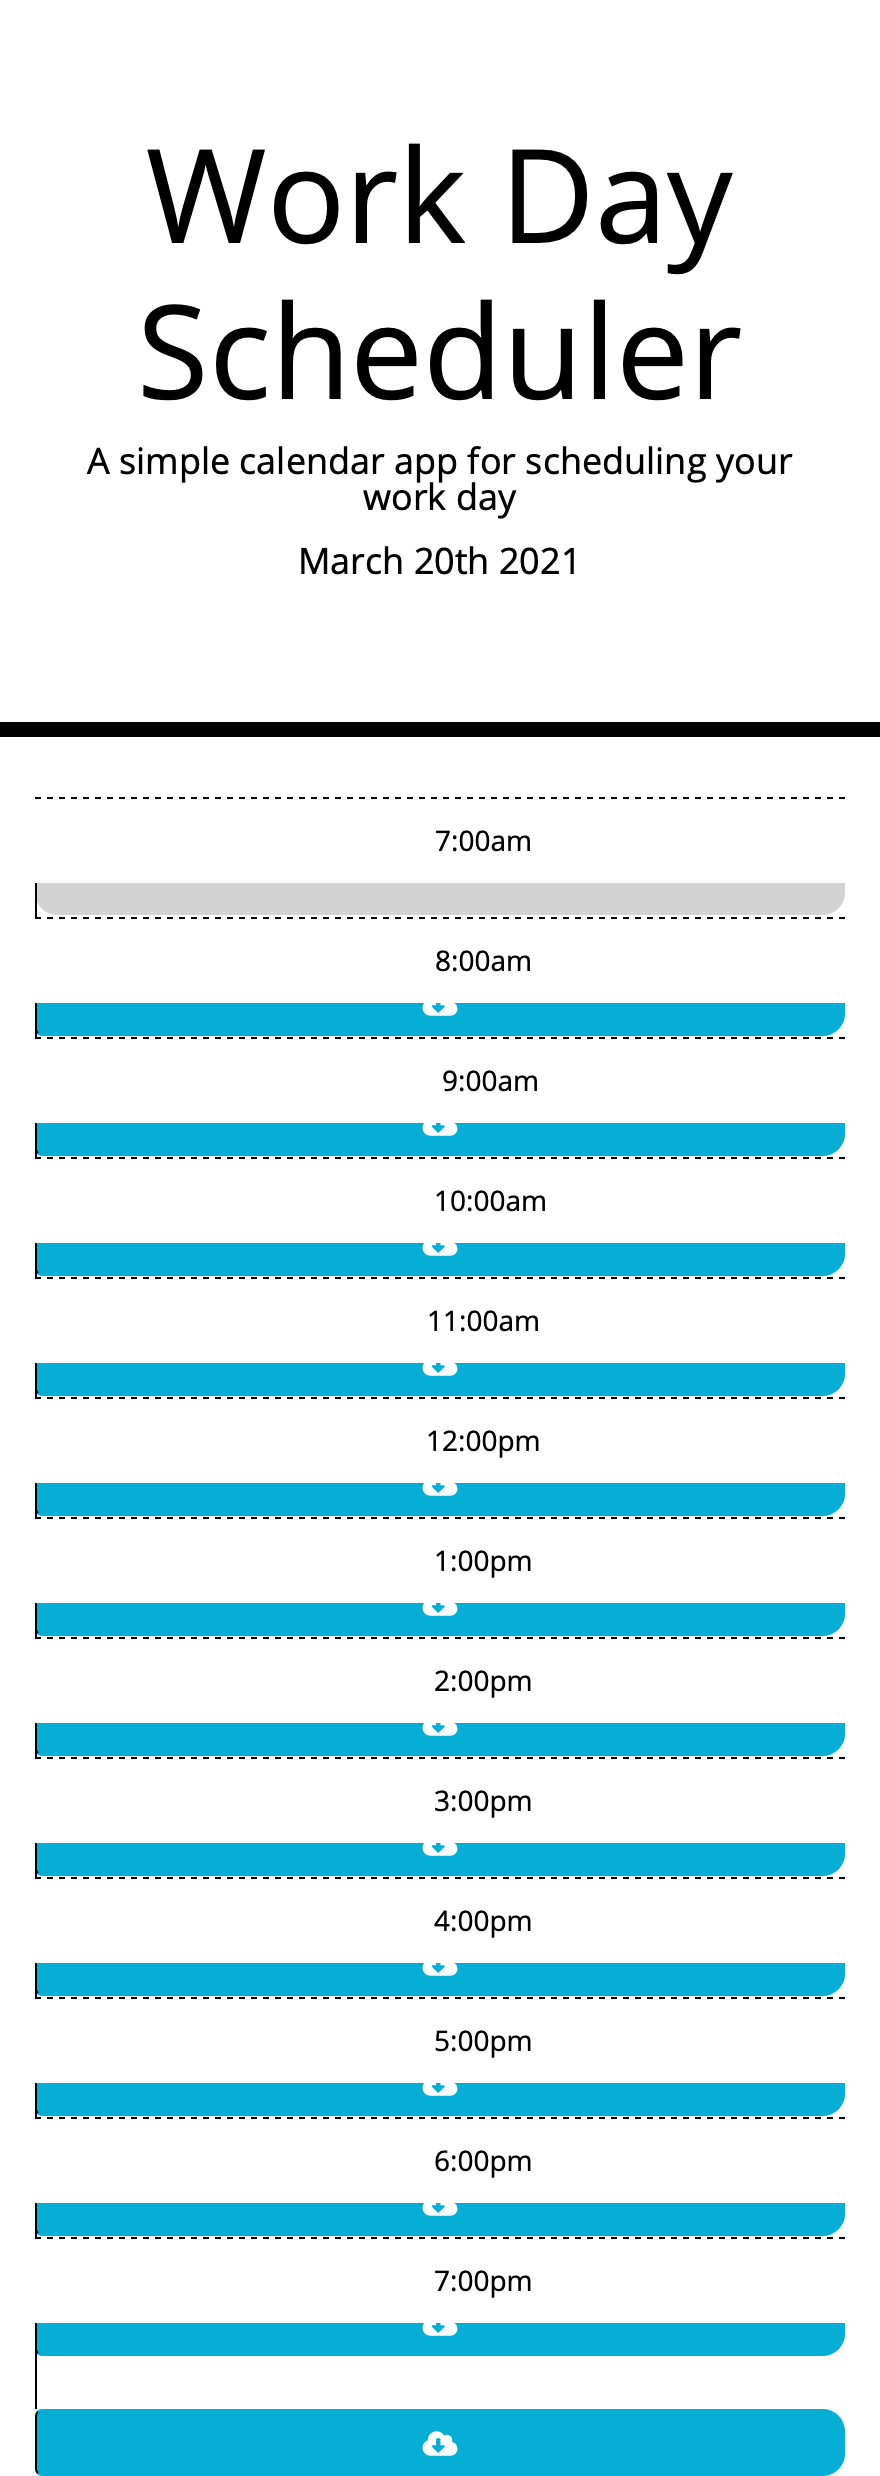 Work Day
Scheduler
A simple calendar app for scheduling your
work day
March 20th 2021
7:00am
8:00am
9:00am
10:00am
11:00am
12:00pm
1:00pm
2:00pm
3:00pm
4:00pm
5:00pm
6:00pm
7:00pm